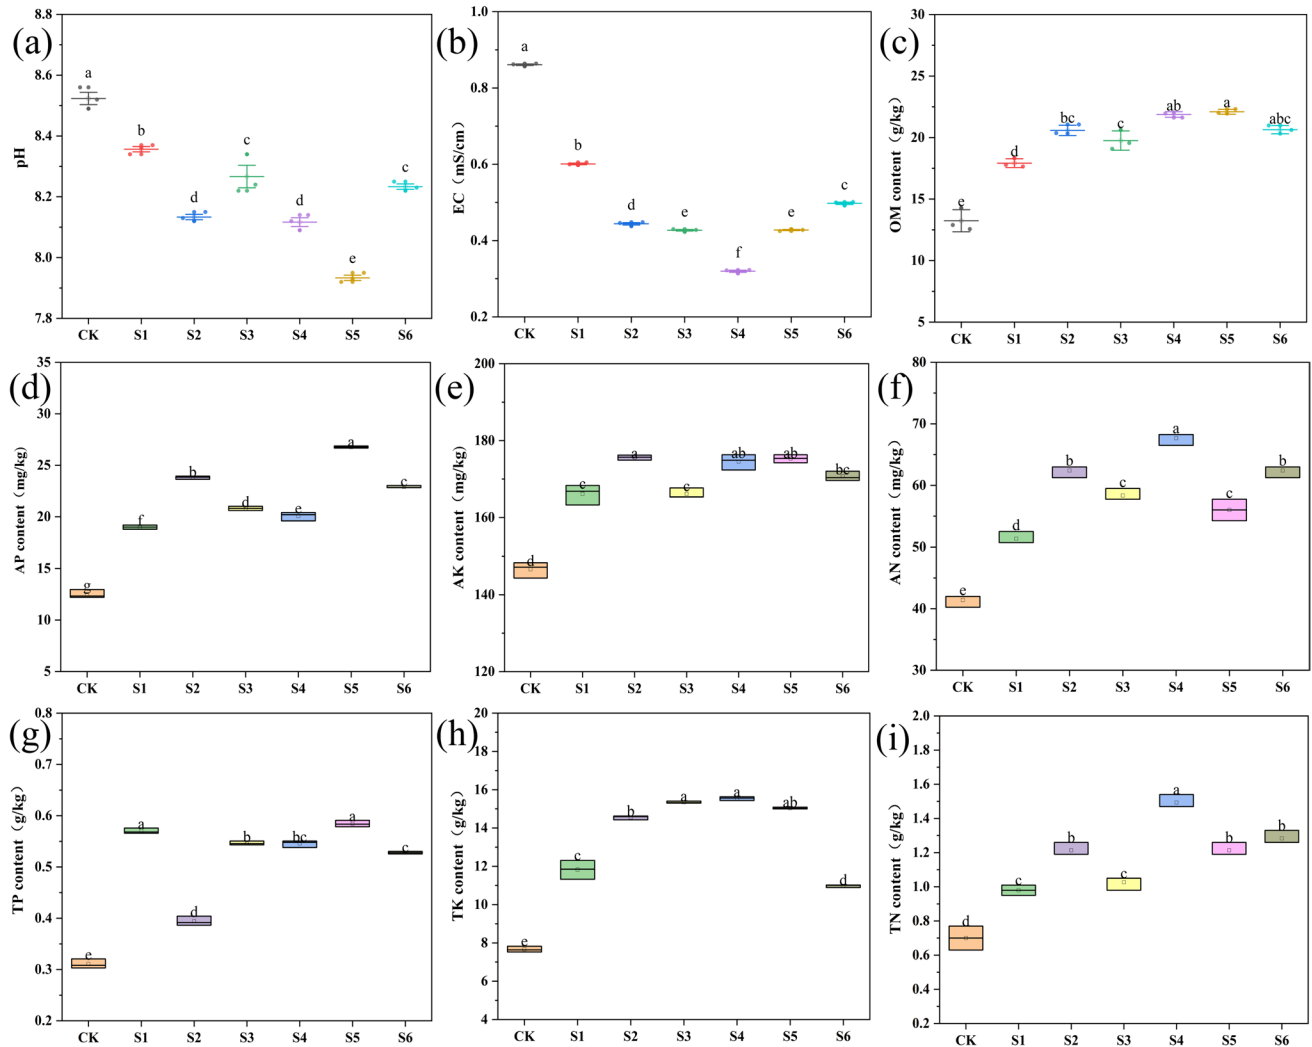 (a)
pH
8.8
8.6
8.4
8.2
8.0
7.8
a
b
d
c
d
e
c
CK S1 S2 S3 S4 S5 S6
(b)
EC（mS/cm）
1.0
0.8
0.6
0.4
0.2
a
b
d
e
f
e
c
CK S1 S2 S3 S4 S5 S6
(c)
OM content（g/kg）
30
25
20
15
10
5
e
d
bc
c
ab
a
abc
CK S1 S2 S3 S4 S5 S6
(d)
AP content（mg/kg）
35
30
25
20
15
10
5
g
f
b
d
e
a
c
CK S1 S2 S3 S4 S5 S6
(e)
AK content（mg/kg）
200
180
160
140
120
d
c
a
c
ab
ab
bc
CK S1 S2 S3 S4 S5 S6
(f)
AN content（mg/kg）
80
70
60
50
40
30
e
d
b
c
a
c
b
CK S1 S2 S3 S4 S5 S6
(g)
TP content（g/kg）
0.8
0.7
0.6
0.5
0.4
0.3
0.2
e
a
d
b
bc
a
c
CK S1 S2 S3 S4 S5 S6
(h)
TK content（g/kg）
20
18
16
14
12
10
8
6
4
e
c
b
a
a
ab
d
CK S1 S2 S3 S4 S5 S6
(i)
TN content（g/kg）
2.0
1.8
1.6
1.4
1.2
1.0
0.8
0.6
0.4
0.2
d
c
b
c
a
b
b
CK S1 S2 S3 S4 S5 S6